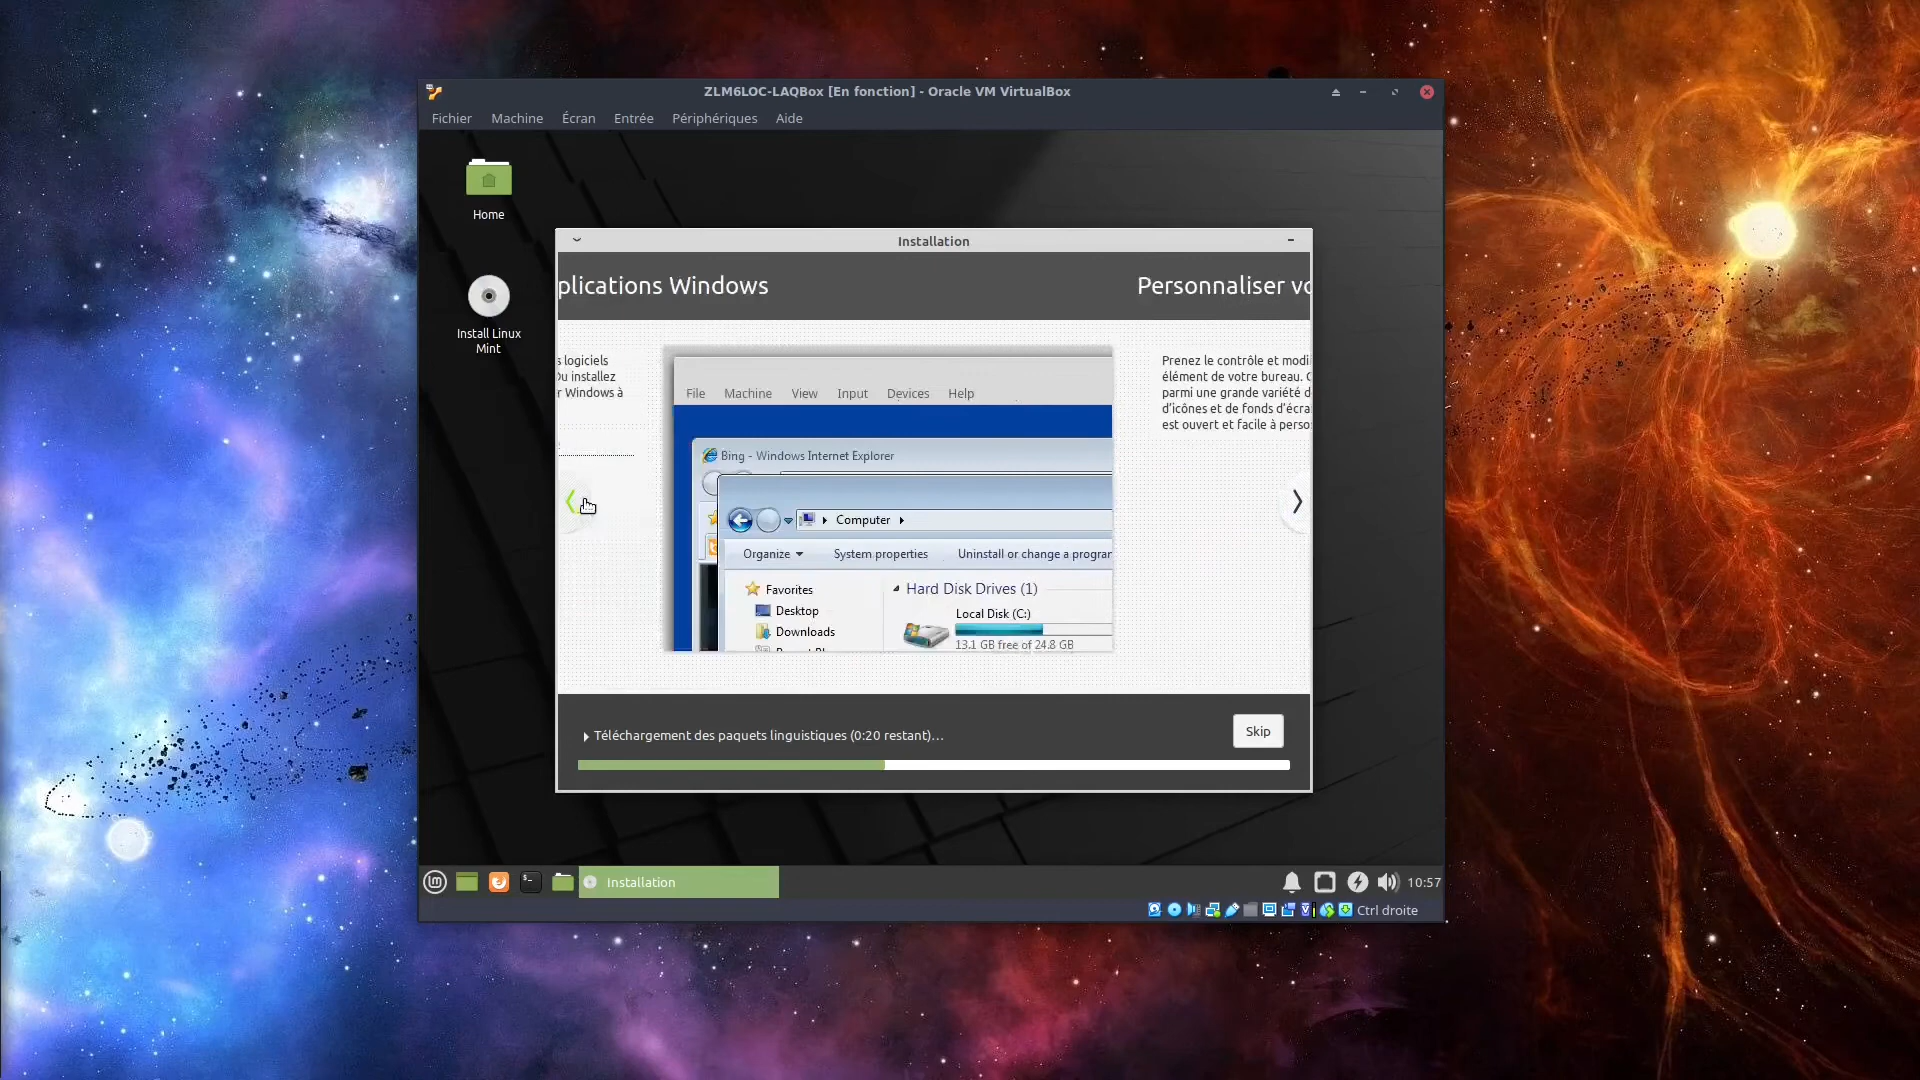 ZLM6LOC-LAQBox [En fonction] - Oracle VM VirtualBox
Fichier Machine Écran Entrée Périphériques Aide
Home
Install Linux
Mint
Installation
plications Windows
Personnaliser vo
s logiciels
Ou installez
r Windows à
File Machine View Input Devices Help
Bing - Windows Internet Explorer
Computer
Organize System properties Uninstall or change a program
Favorites
Desktop
Downloads
Hard Disk Drives (1)
Local Disk (C:)
13.1 GB free of 24.8 GB
Prenez le contrôle et modi
élément de votre bureau. C
parmi une grande variété d
d'icônes et de fonds d'écra
est ouvert et facile à perso
Téléchargement des paquets linguistiques (0:20 restant)…
Skip
Installation
10:57
Ctrl droite